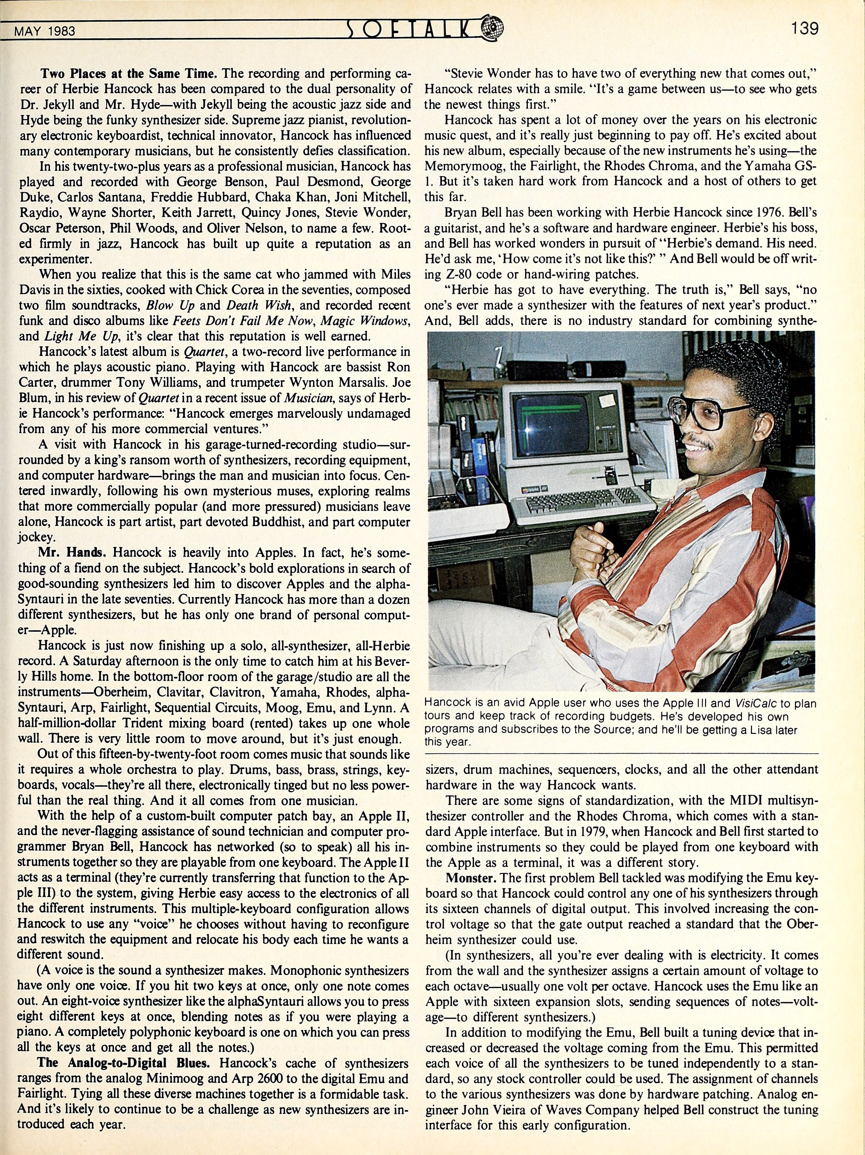 MAY 1983
SOFTALK
139
Two Places at the Same Time. The recording and performing ca-
reer of Herbie Hancock has been compared to the dual personality of
Dr. Jekyll and Mr. Hyde—with Jekyll being the acoustic jazz side and
Hyde being the funky synthesizer side. Supreme jazz pianist, revolution-
ary electronic keyboardist, technical innovator, Hancock has influenced
many contemporary musicians, but he consistently defies classification.
In his twenty-two-plus years as a professional musician, Hancock has
played and recorded with George Benson, Paul Desmond, George
Duke, Carlos Santana, Freddie Hubbard, Chaka Khan, Joni Mitchell,
Raydio, Wayne Shorter, Keith Jarrett, Quincy Jones, Stevie Wonder,
Oscar Peterson, Phil Woods, and Oliver Nelson, to name a few. Root-
ed firmly in jazz, Hancock has built up quite a reputation as an
experimenter.
When you realize that this is the same cat who jammed with Miles
Davis in the sixties, cooked with Chick Corea in the seventies, composed
two film soundtracks, Blow Up and Death Wish, and recorded recent
funk and disco albums like Feets Don't Fail Me Now, Magic Windows,
and Light Me Up, it's clear that this reputation is well earned.
Hancock's latest album is Quartet, a two-record live performance in
which he plays acoustic piano. Playing with Hancock are bassist Ron
Carter, drummer Tony Williams, and trumpeter Wynton Marsalis. Joe
Blum, in his review of Quartet in a recent issue of Musician, says of Herb-
ie Hancock's performance: "Hancock emerges marvelously undamaged
from any of his more commercial ventures."
A visit with Hancock in his garage-turned-recording studio—sur-
rounded by a king's ransom worth of synthesizers, recording equipment,
and computer hardware—brings the man and musician into focus. Cen-
tered inwardly, following his own mysterious muses, exploring realms
that more commercially popular (and more pressured) musicians leave
alone, Hancock is part artist, part devoted Buddhist, and part computer
jockey.
Mr. Hands. Hancock is heavily into Apples. In fact, he's some-
thing of a fiend on the subject. Hancock's bold explorations in search of
good-sounding synthesizers led him to discover Apples and the alpha-
Syntauri in the late seventies. Currently Hancock has more than a dozen
different synthesizers, but he has only one brand of personal comput-
er—Apple.
Hancock is just now finishing up a solo, all-synthesizer, all-Herbie
record. A Saturday afternoon is the only time to catch him at his Bever-
ly Hills home. In the bottom-floor room of the garage/studio are all the
instruments—Oberheim, Clavitar, Clavitron, Yamaha, Rhodes, alpha-
Syntauri, Arp, Fairlight, Sequential Circuits, Moog, Emu, and Lynn. A
half-million-dollar Trident mixing board (rented) takes up one whole
wall. There is very little room to move around, but it's just enough.
Out of this fifteen-by-twenty-foot room comes music that sounds like
it requires a whole orchestra to play. Drums, bass, brass, strings, key-
boards, vocals—they're all there, electronically tinged but no less power-
ful than the real thing. And it all comes from one musician.
With the help of a custom-built computer patch bay, an Apple II,
and the never-flagging assistance of sound technician and computer pro-
grammer Bryan Bell, Hancock has networked (so to speak) all his in-
struments together so they are playable from one keyboard. The Apple II
acts as a terminal (they're currently transferring that function to the Ap-
ple III) to the system, giving Herbie easy access to the electronics of all
the different instruments. This multiple-keyboard configuration allows
Hancock to use any "voice" he chooses without having to reconfigure
and reswitch the equipment and relocate his body each time he wants a
different sound.
(A voice is the sound a synthesizer makes. Monophonic synthesizers
have only one voice. If you hit two keys at once, only one note comes
out. An eight-voice synthesizer like the alphaSyntauri allows you to press
eight different keys at once, blending notes as if you were playing a
piano. A completely polyphonic keyboard is one on which you can press
all the keys at once and get all the notes.)
The Analog-to-Digital Blues. Hancock's cache of synthesizers
ranges from the analog Minimoog and Arp 2600 to the digital Emu and
Fairlight. Tying all these diverse machines together is a formidable task.
And it's likely to continue to be a challenge as new synthesizers are in-
troduced each year.
"Stevie Wonder has to have two of everything new that comes out,"
Hancock relates with a smile. "It's a game between us—to see who gets
the newest things first."
Hancock has spent a lot of money over the years on his electronic
music quest, and it's really just beginning to pay off. He's excited about
his new album, especially because of the new instruments he's using—the
Memorymoog, the Fairlight, the Rhodes Chroma, and the Yamaha GS-
1. But it's taken hard work from Hancock and a host of others to get
this far.
Bryan Bell has been working with Herbie Hancock since 1976. Bell's
a guitarist, and he's a software and hardware engineer. Herbie's his boss,
and Bell has worked wonders in pursuit of "Herbie's demand. His need.
He'd ask me, 'How come it's not like this?' " And Bell would be off writ-
ing Z-80 code or hand-wiring patches.
"Herbie has got to have everything. The truth is," Bell says, "no
one's ever made a synthesizer with the features of next year's product."
And, Bell adds, there is no industry standard for combining synthe-
Hancock is an avid Apple user who uses the Apple III and VisiCalc to plan
tours and keep track of recording budgets. He's developed his own
programs and subscribes to the Source; and he'll be getting a Lisa later
this year.
sizers, drum machines, sequencers, clocks, and all the other attendant
hardware in the way Hancock wants.
There are some signs of standardization, with the MIDI multisyn-
thesizer controller and the Rhodes Chroma, which comes with a stan-
dard Apple interface. But in 1979, when Hancock and Bell first started to
combine instruments so they could be played from one keyboard with
the Apple as a terminal, it was a different story.
Monster. The first problem Bell tackled was modifying the Emu key-
board so that Hancock could control any one of his synthesizers through
its sixteen channels of digital output. This involved increasing the con-
trol voltage so that the gate output reached a standard that the Ober-
heim synthesizer could use.
(In synthesizers, all you're ever dealing with is electricity. It comes
from the wall and the synthesizer assigns a certain amount of voltage to
each octave—usually one volt per octave. Hancock uses the Emu like an
Apple with sixteen expansion slots, sending sequences of notes—volt-
age—to different synthesizers.)
In addition to modifying the Emu, Bell built a tuning device that in-
creased or decreased the voltage coming from the Emu. This permitted
each voice of all the synthesizers to be tuned independently to a stan-
dard, so any stock controller could be used. The assignment of channels
to the various synthesizers was done by hardware patching. Analog en-
gineer John Vieira of Waves Company helped Bell construct the tuning
interface for this early configuration.